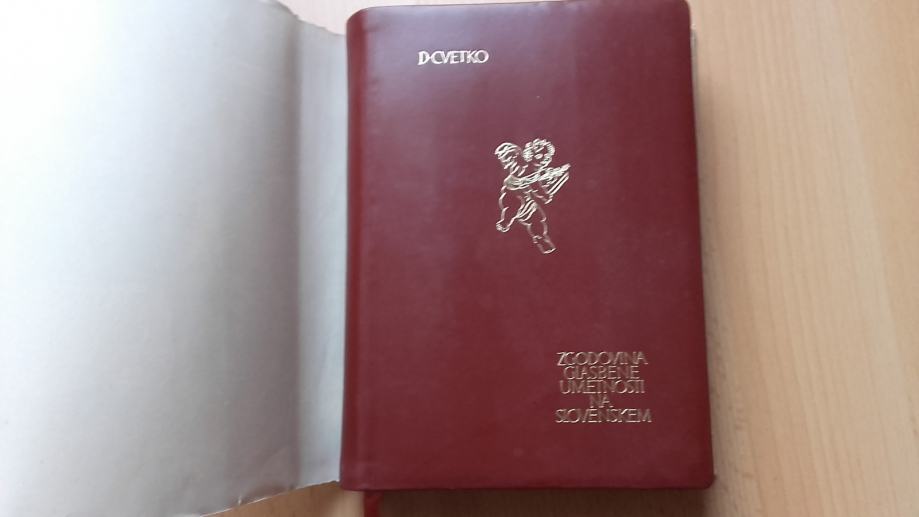 D·CVETKO
ZGODOVINA
GLASBENE
UMETNOSTI
NA
SLOVENSKEM